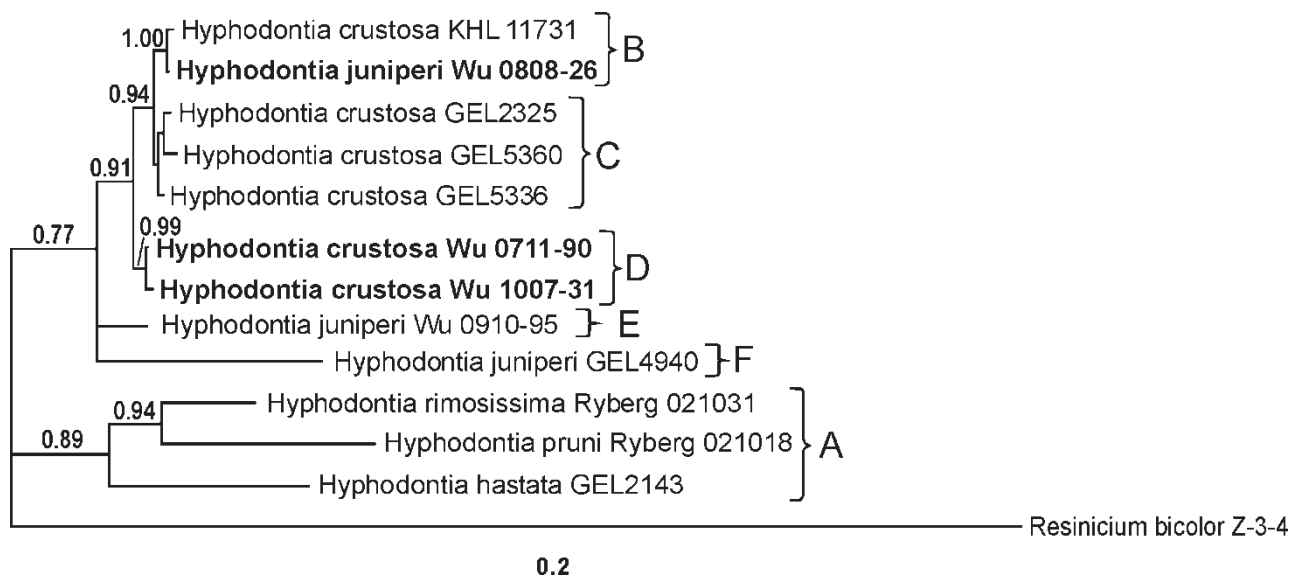 1.00
Hyphodontia crustosa KHL 11731
B
Hyphodontia juniperi Wu 0808-26
0.94
Hyphodontia crustosa GEL2325
Hyphodontia crustosa GEL5360
C
0.91
Hyphodontia crustosa GEL5336
0.99
0.77
Hyphodontia crustosa Wu 0711-90
D
Hyphodontia crustosa Wu 1007-31
Hyphodontia juniperi Wu 0910-95
E
Hyphodontia juniperi GEL4940
F
0.94
Hyphodontia rimosissima Ryberg 021031
0.89
Hyphodontia pruni Ryberg 021018
A
Hyphodontia hastata GEL2143
Resinicium bicolor Z-3-4
0.2